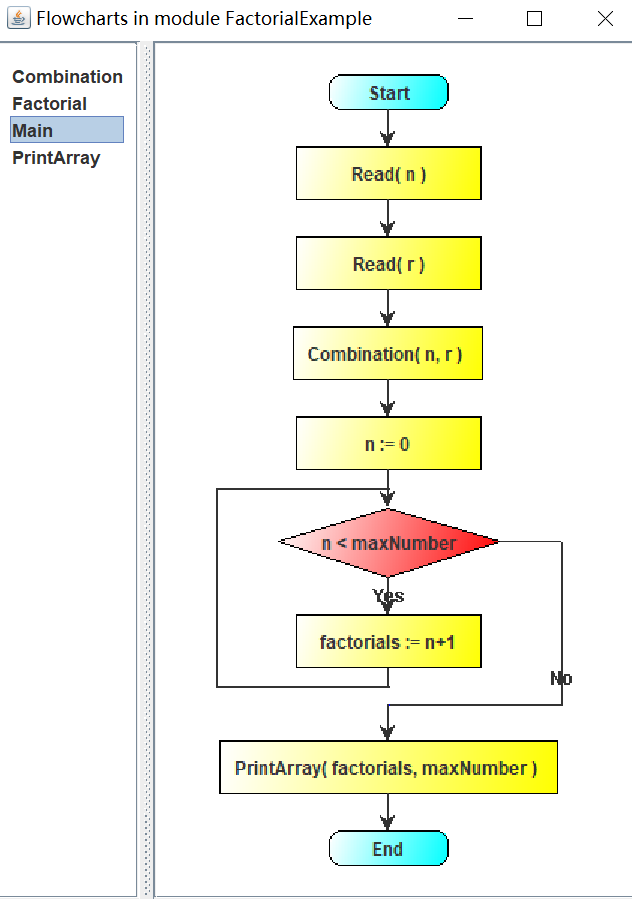 Flowcharts in module FactorialExample
Combination
Factorial
Main
PrintArray
Start
Read( n )
Read( r )
Combination( n, r )
n := 0
n < maxNumber
Yes
factorials := n+1
No
PrintArray( factorials, maxNumber )
End